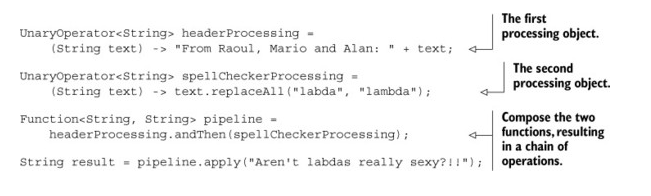 UnaryOperator<String> headerProcessing =
(String text) -> "From Raoul, Mario and Alan: " + text;
The first
processing object.
UnaryOperator<String> spellCheckerProcessing =
(String text) -> text.replaceAll("labda", "lambda");
The second
processing object.
Function<String, String> pipeline =
headerProcessing.andThen(spellCheckerProcessing);
Compose the two
functions, resulting
in a chain of
operations.
String result = pipeline.apply("Aren't labdas really sexy?!!");